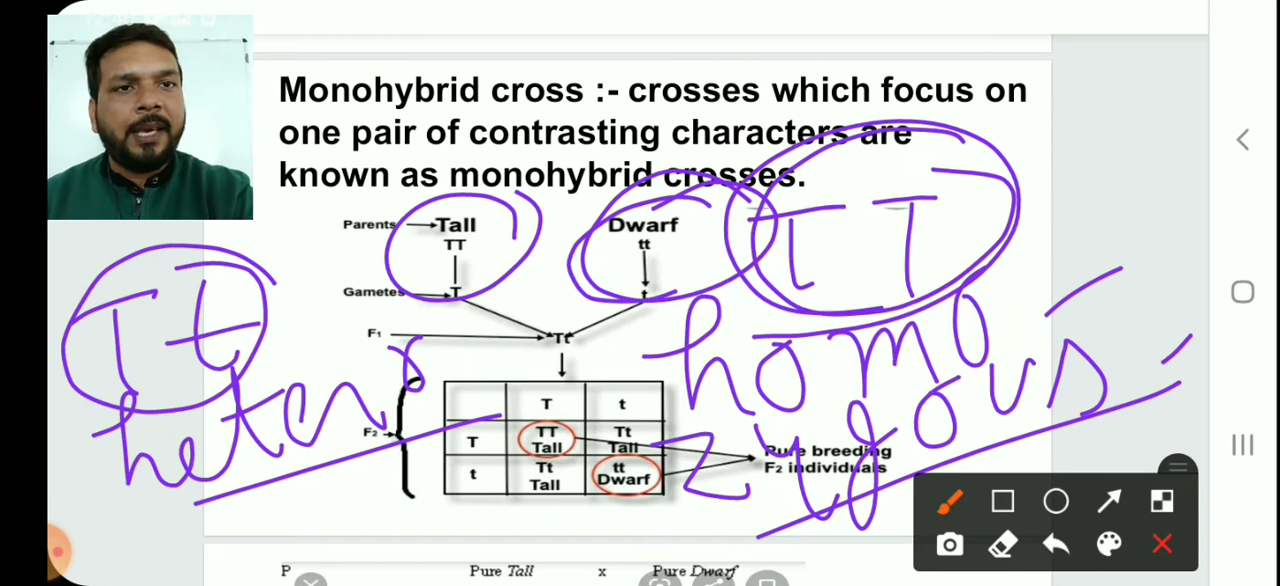 Monohybrid cross :- crosses which focus on
one pair of contrasting characters are
known as monohybrid crosses.
Parents Tall Dwarf
TT tt
Gametes T t
F1 Tt
F2
T t
T TT Tall Tt Tall
t Tt Tall tt Dwarf
Pure breeding
F2 individuals
TT
homo
zygous
Tt
hetero
P Pure Tall x Pure Dwarf